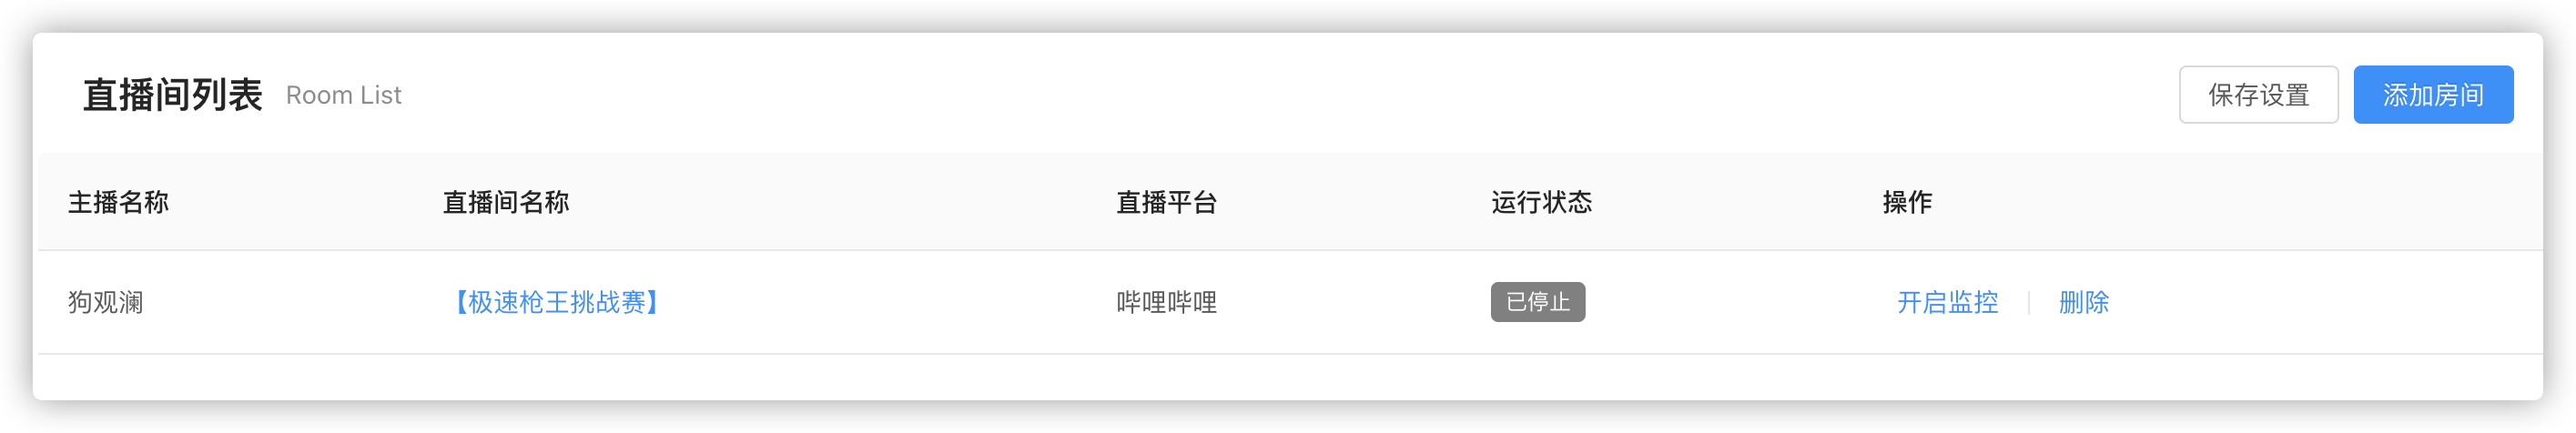 直播间列表 Room List 保存设置 添加房间
主播名称 直播间名称 直播平台 运行状态 操作
狗观澜 【极速枪王挑战赛】 哔哩哔哩 已停止 开启监控 删除